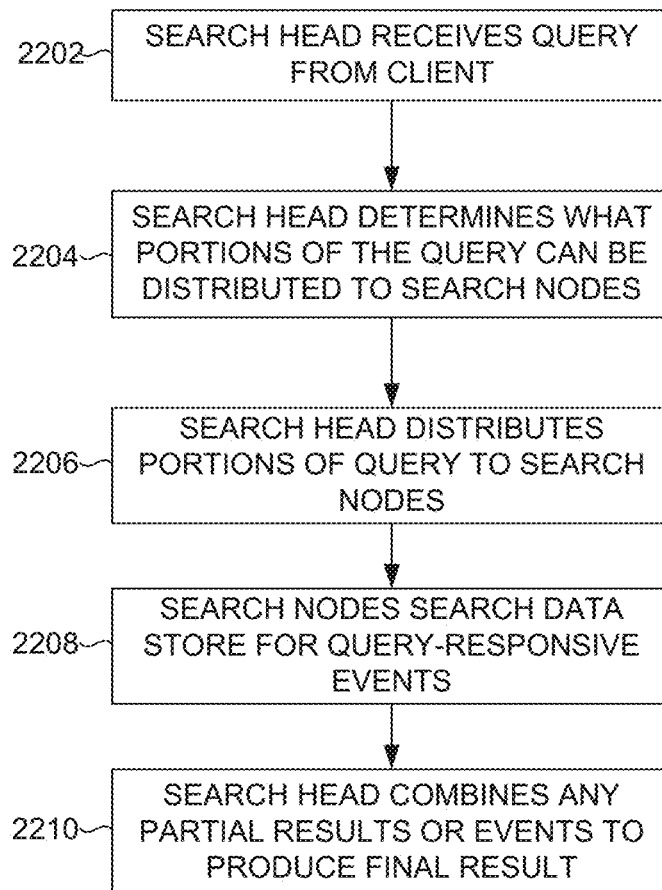 2202
SEARCH HEAD RECEIVES QUERY
FROM CLIENT
2204
SEARCH HEAD DETERMINES WHAT
PORTIONS OF THE QUERY CAN BE
DISTRIBUTED TO SEARCH NODES
2206
SEARCH HEAD DISTRIBUTES
PORTIONS OF QUERY TO SEARCH
NODES
2208
SEARCH NODES SEARCH DATA
STORE FOR QUERY-RESPONSIVE
EVENTS
2210
SEARCH HEAD COMBINES ANY
PARTIAL RESULTS OR EVENTS TO
PRODUCE FINAL RESULT